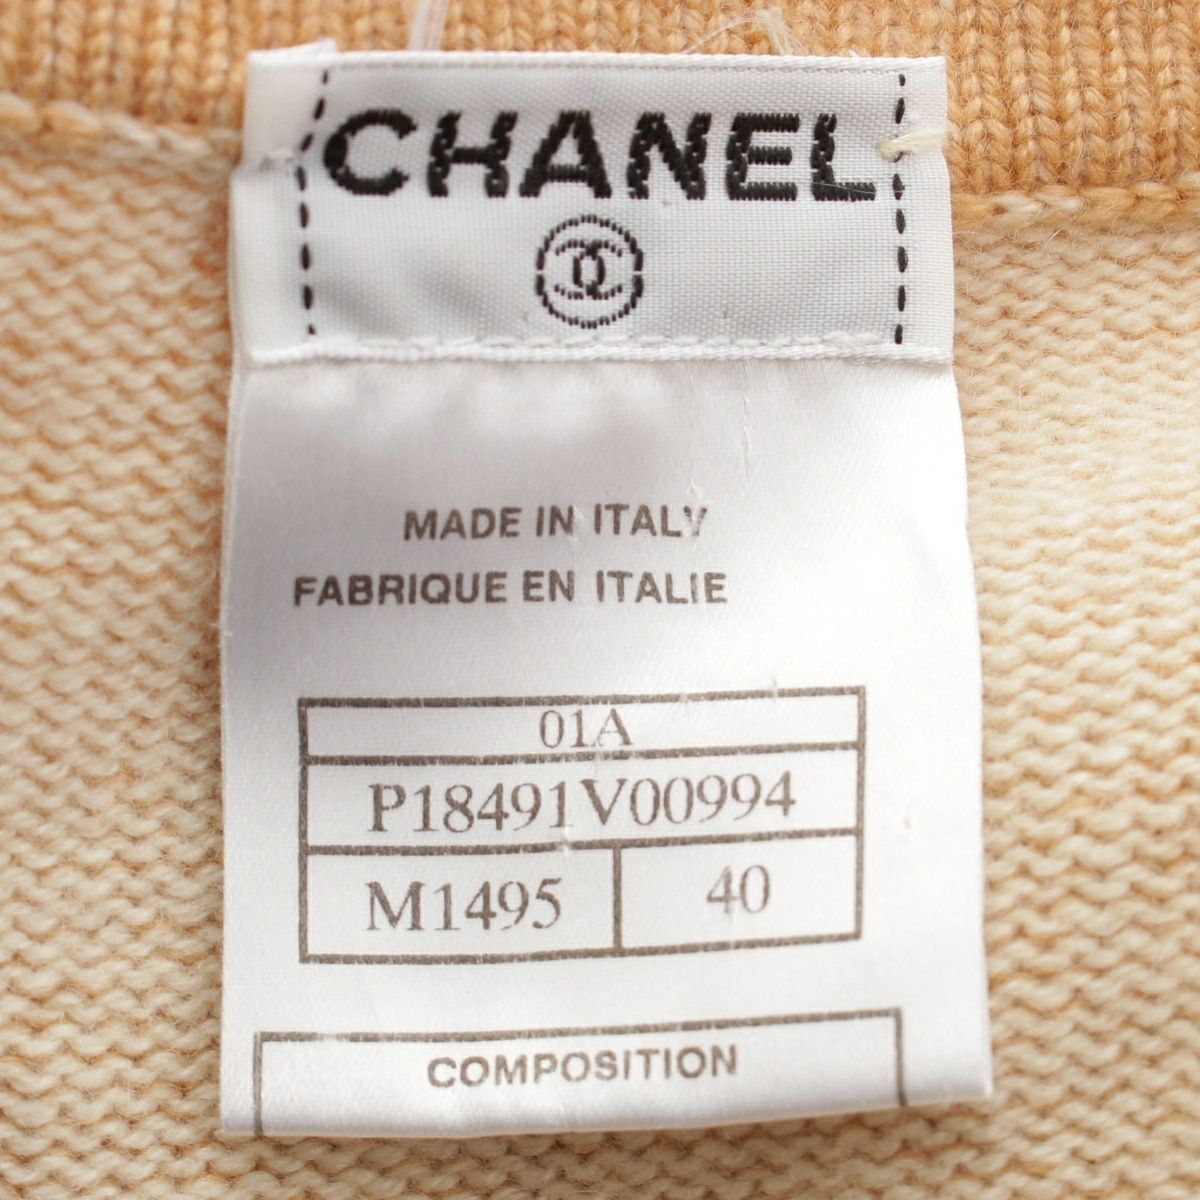 CHANEL
MADE IN ITALY
FABRIQUE EN ITALIE
01A
P18491V00994
M1495 40
COMPOSITION